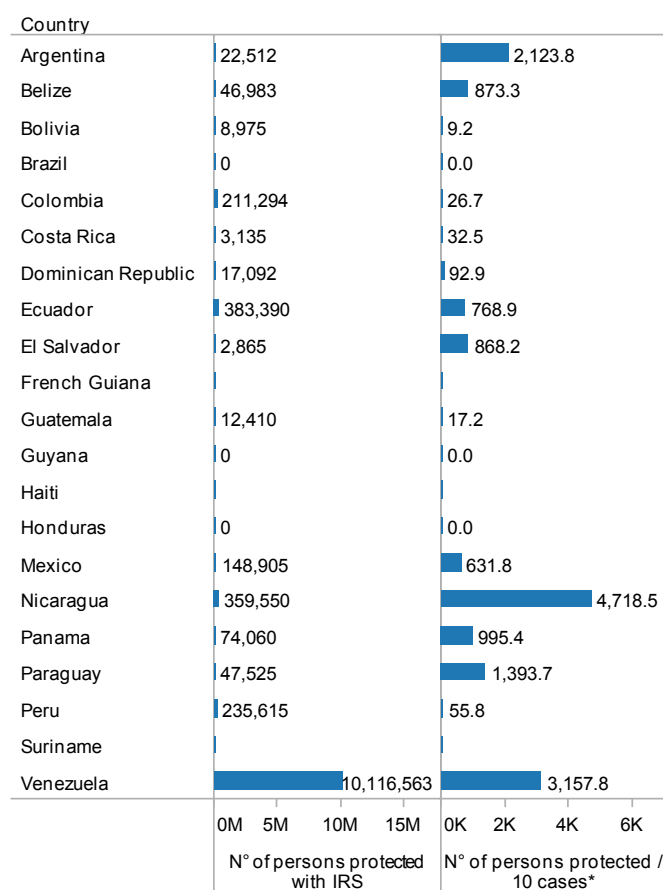 Country
Argentina 22,512 2,123.8
Belize 46,983 873.3
Bolivia 8,975 9.2
Brazil 0 0.0
Colombia 211,294 26.7
Costa Rica 3,135 32.5
Dominican Republic 17,092 92.9
Ecuador 383,390 768.9
El Salvador 2,865 868.2
French Guiana
Guatemala 12,410 17.2
Guyana 0 0.0
Haiti
Honduras 0 0.0
Mexico 148,905 631.8
Nicaragua 359,550 4,718.5
Panama 74,060 995.4
Paraguay 47,525 1,393.7
Peru 235,615 55.8
Suriname
Venezuela 10,116,563 3,157.8
0M 5M 10M 15M 0K 2K 4K 6K
N° of persons protected N° of persons protected /
with IRS 10 cases*